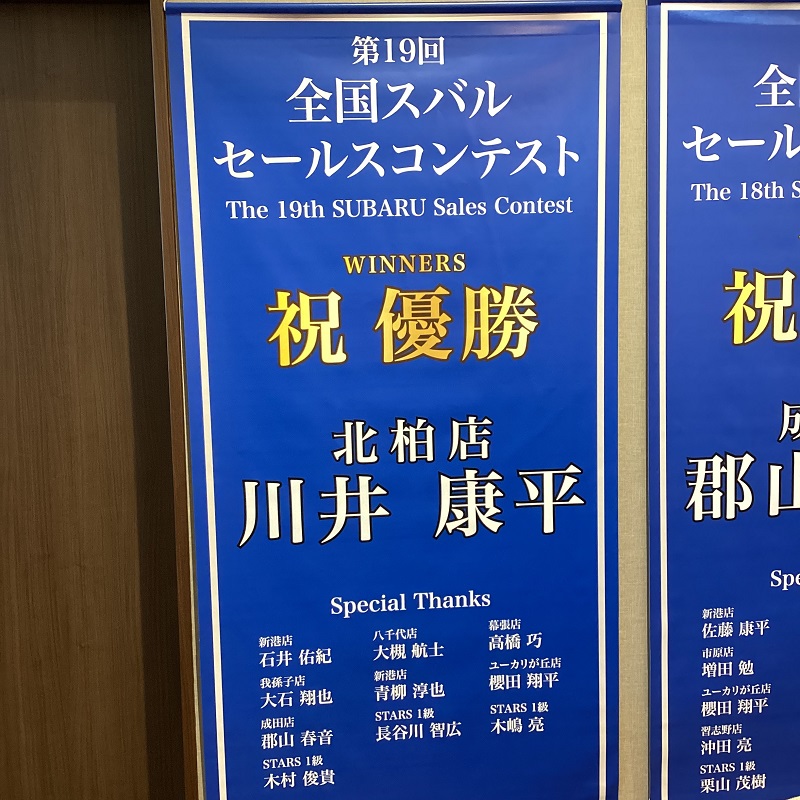 第19回
全国スバル
セールスコンテスト
The 19th SUBARU Sales Contest
WINNERS
祝 優勝
北柏店
川井 康平
Special Thanks
新港店
石井 佑紀
八千代店
大槻 航士
幕張店
高橋 巧
我孫子店
大石 翔也
新港店
青柳 淳也
ユーカリが丘店
櫻田 翔平
成田店
郡山 春音
STARS 1級
長谷川 智広
STARS 1級
木嶋 亮
STARS 1級
木村 俊貴
全
セール
The 18th S
祝
成
郡山
Spe
新港店
佐藤 康平
市原店
増田 勉
ユーカリが丘店
櫻田 翔平
習志野店
沖田 亮
STARS 1級
栗山 茂樹